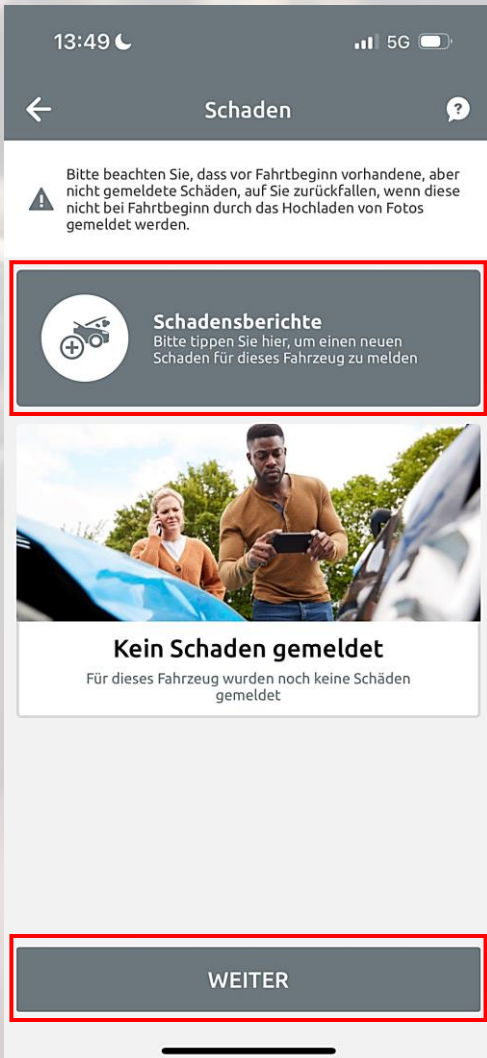 13:49
5G
Schaden
?
Bitte beachten Sie, dass vor Fahrtbeginn vorhandene, aber
nicht gemeldete Schäden, auf Sie zurückfallen, wenn diese
nicht bei Fahrtbeginn durch das Hochladen von Fotos
gemeldet werden.
Schadensberichte
Bitte tippen Sie hier, um einen neuen
Schaden für dieses Fahrzeug zu melden
Kein Schaden gemeldet
Für dieses Fahrzeug wurden noch keine Schäden
gemeldet
WEITER